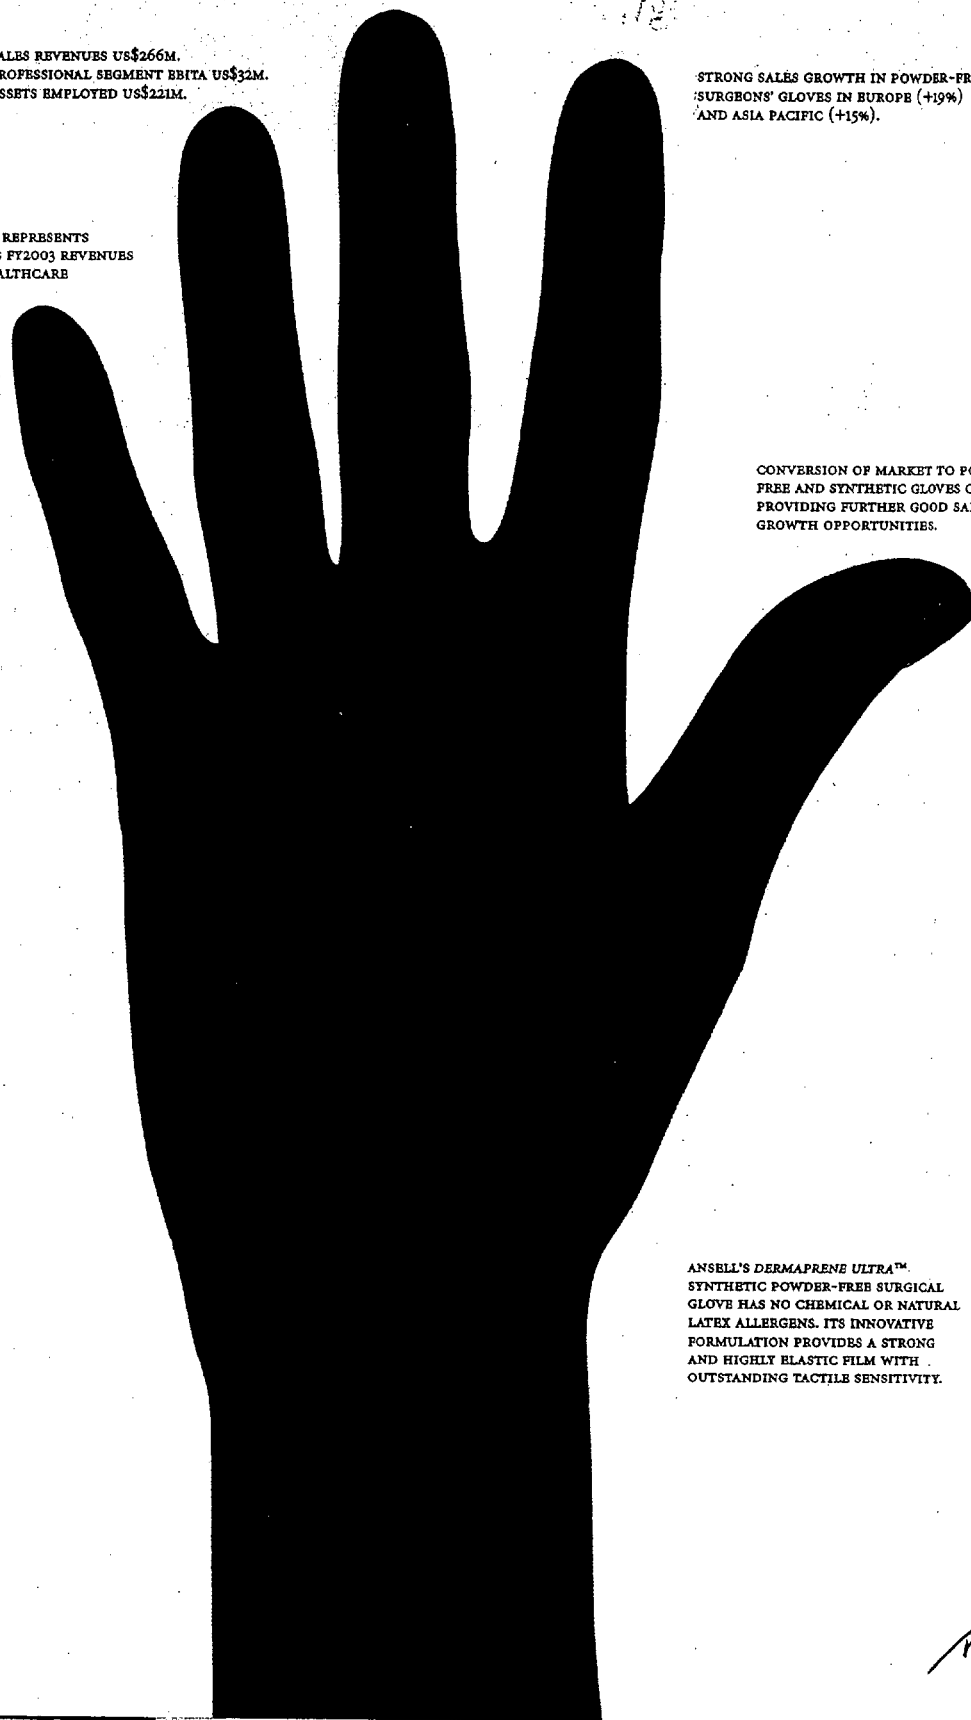 ALES REVENUES US$266M.
ROFESSIONAL SEGMENT EBITA US$32M.
SSETS EMPLOYED US$221M.
STRONG SALES GROWTH IN POWDER-FR
SURGEONS' GLOVES IN EUROPE (+19%)
AND ASIA PACIFIC (+15%).
REPRESENTS
FY2003 REVENUES
ALTHCARE
CONVERSION OF MARKET TO PO
FREE AND SYNTHETIC GLOVES C
PROVIDING FURTHER GOOD SA
GROWTH OPPORTUNITIES.
ANSELL'S DERMAPRENE ULTRA™
SYNTHETIC POWDER-FREE SURGICAL
GLOVE HAS NO CHEMICAL OR NATURAL
LATEX ALLERGENS. ITS INNOVATIVE
FORMULATION PROVIDES A STRONG
AND HIGHLY ELASTIC FILM WITH
OUTSTANDING TACTILE SENSITIVITY.